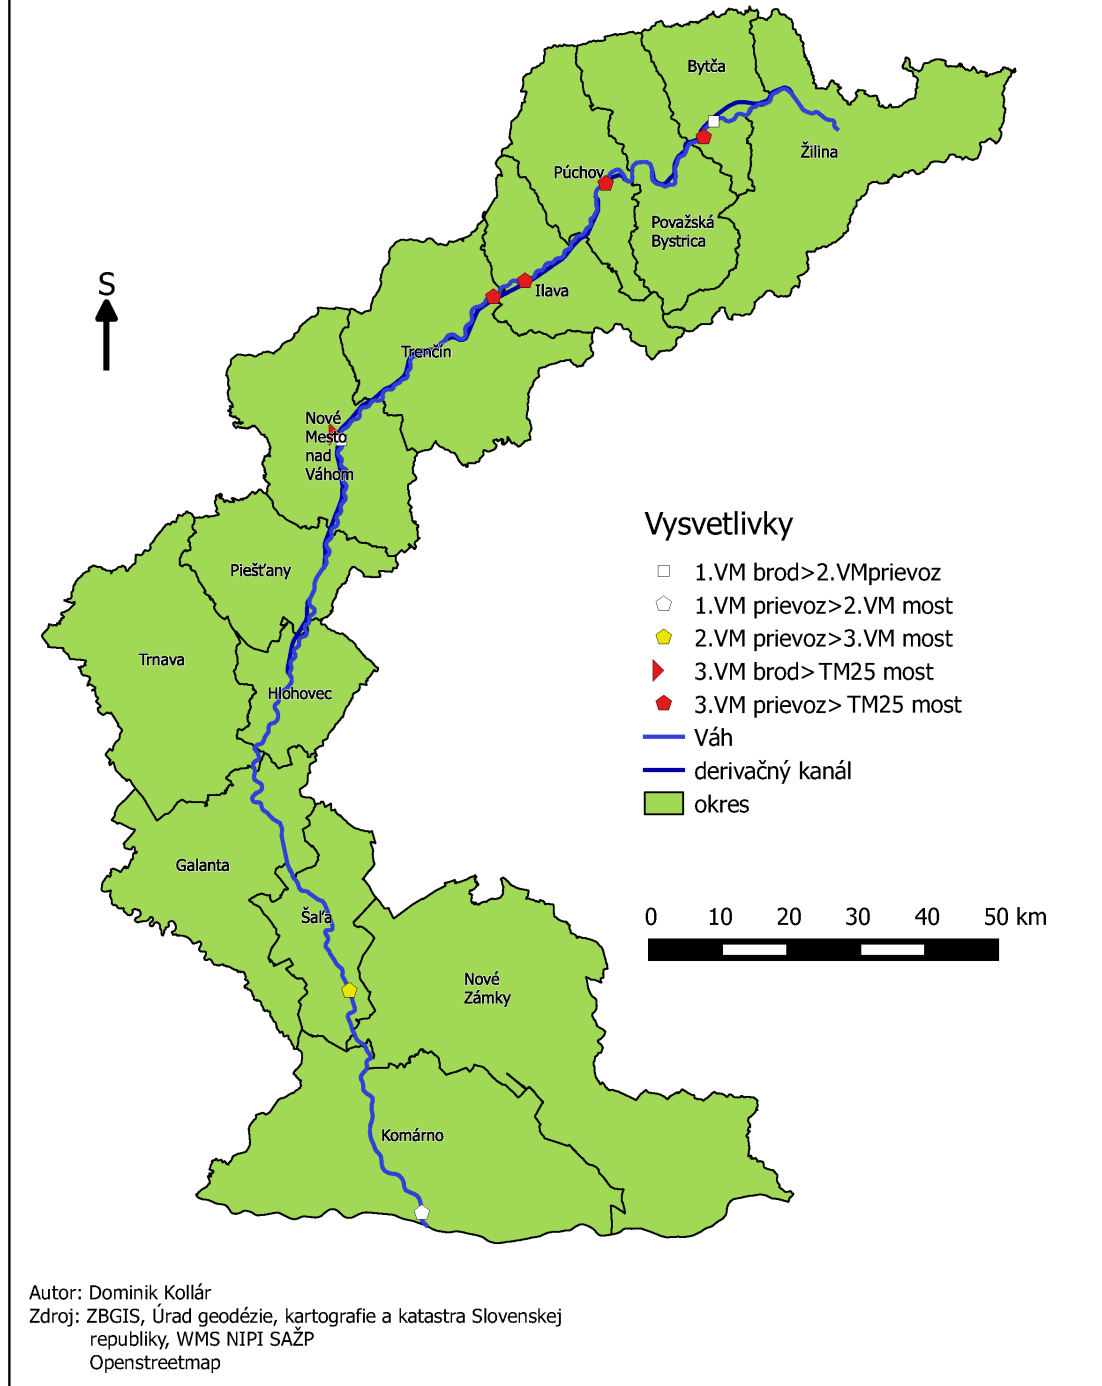 Bytča
Žilina
Púchov
Považská
Bystrica
S
Ilava
Trenčín
Nové
Mesto
nad
Váhom
Vysvetlivky
1.VM brod>2.VMprievoz
1.VM prievoz>2.VM most
2.VM prievoz>3.VM most
3.VM brod>TM25 most
3.VM prievoz> TM25 most
Váh
derivačný kanál
okres
Piešťany
Trnava
Hlohovec
Galanta
Šaľa
0 10 20 30 40 50 km
Nové
Zámky
Komárno
Autor: Dominik Kollár
Zdroj: ZBGIS, Úrad geodézie, kartografie a katastra Slovenskej
republiky, WMS NIPI SAŽP
Openstreetmap